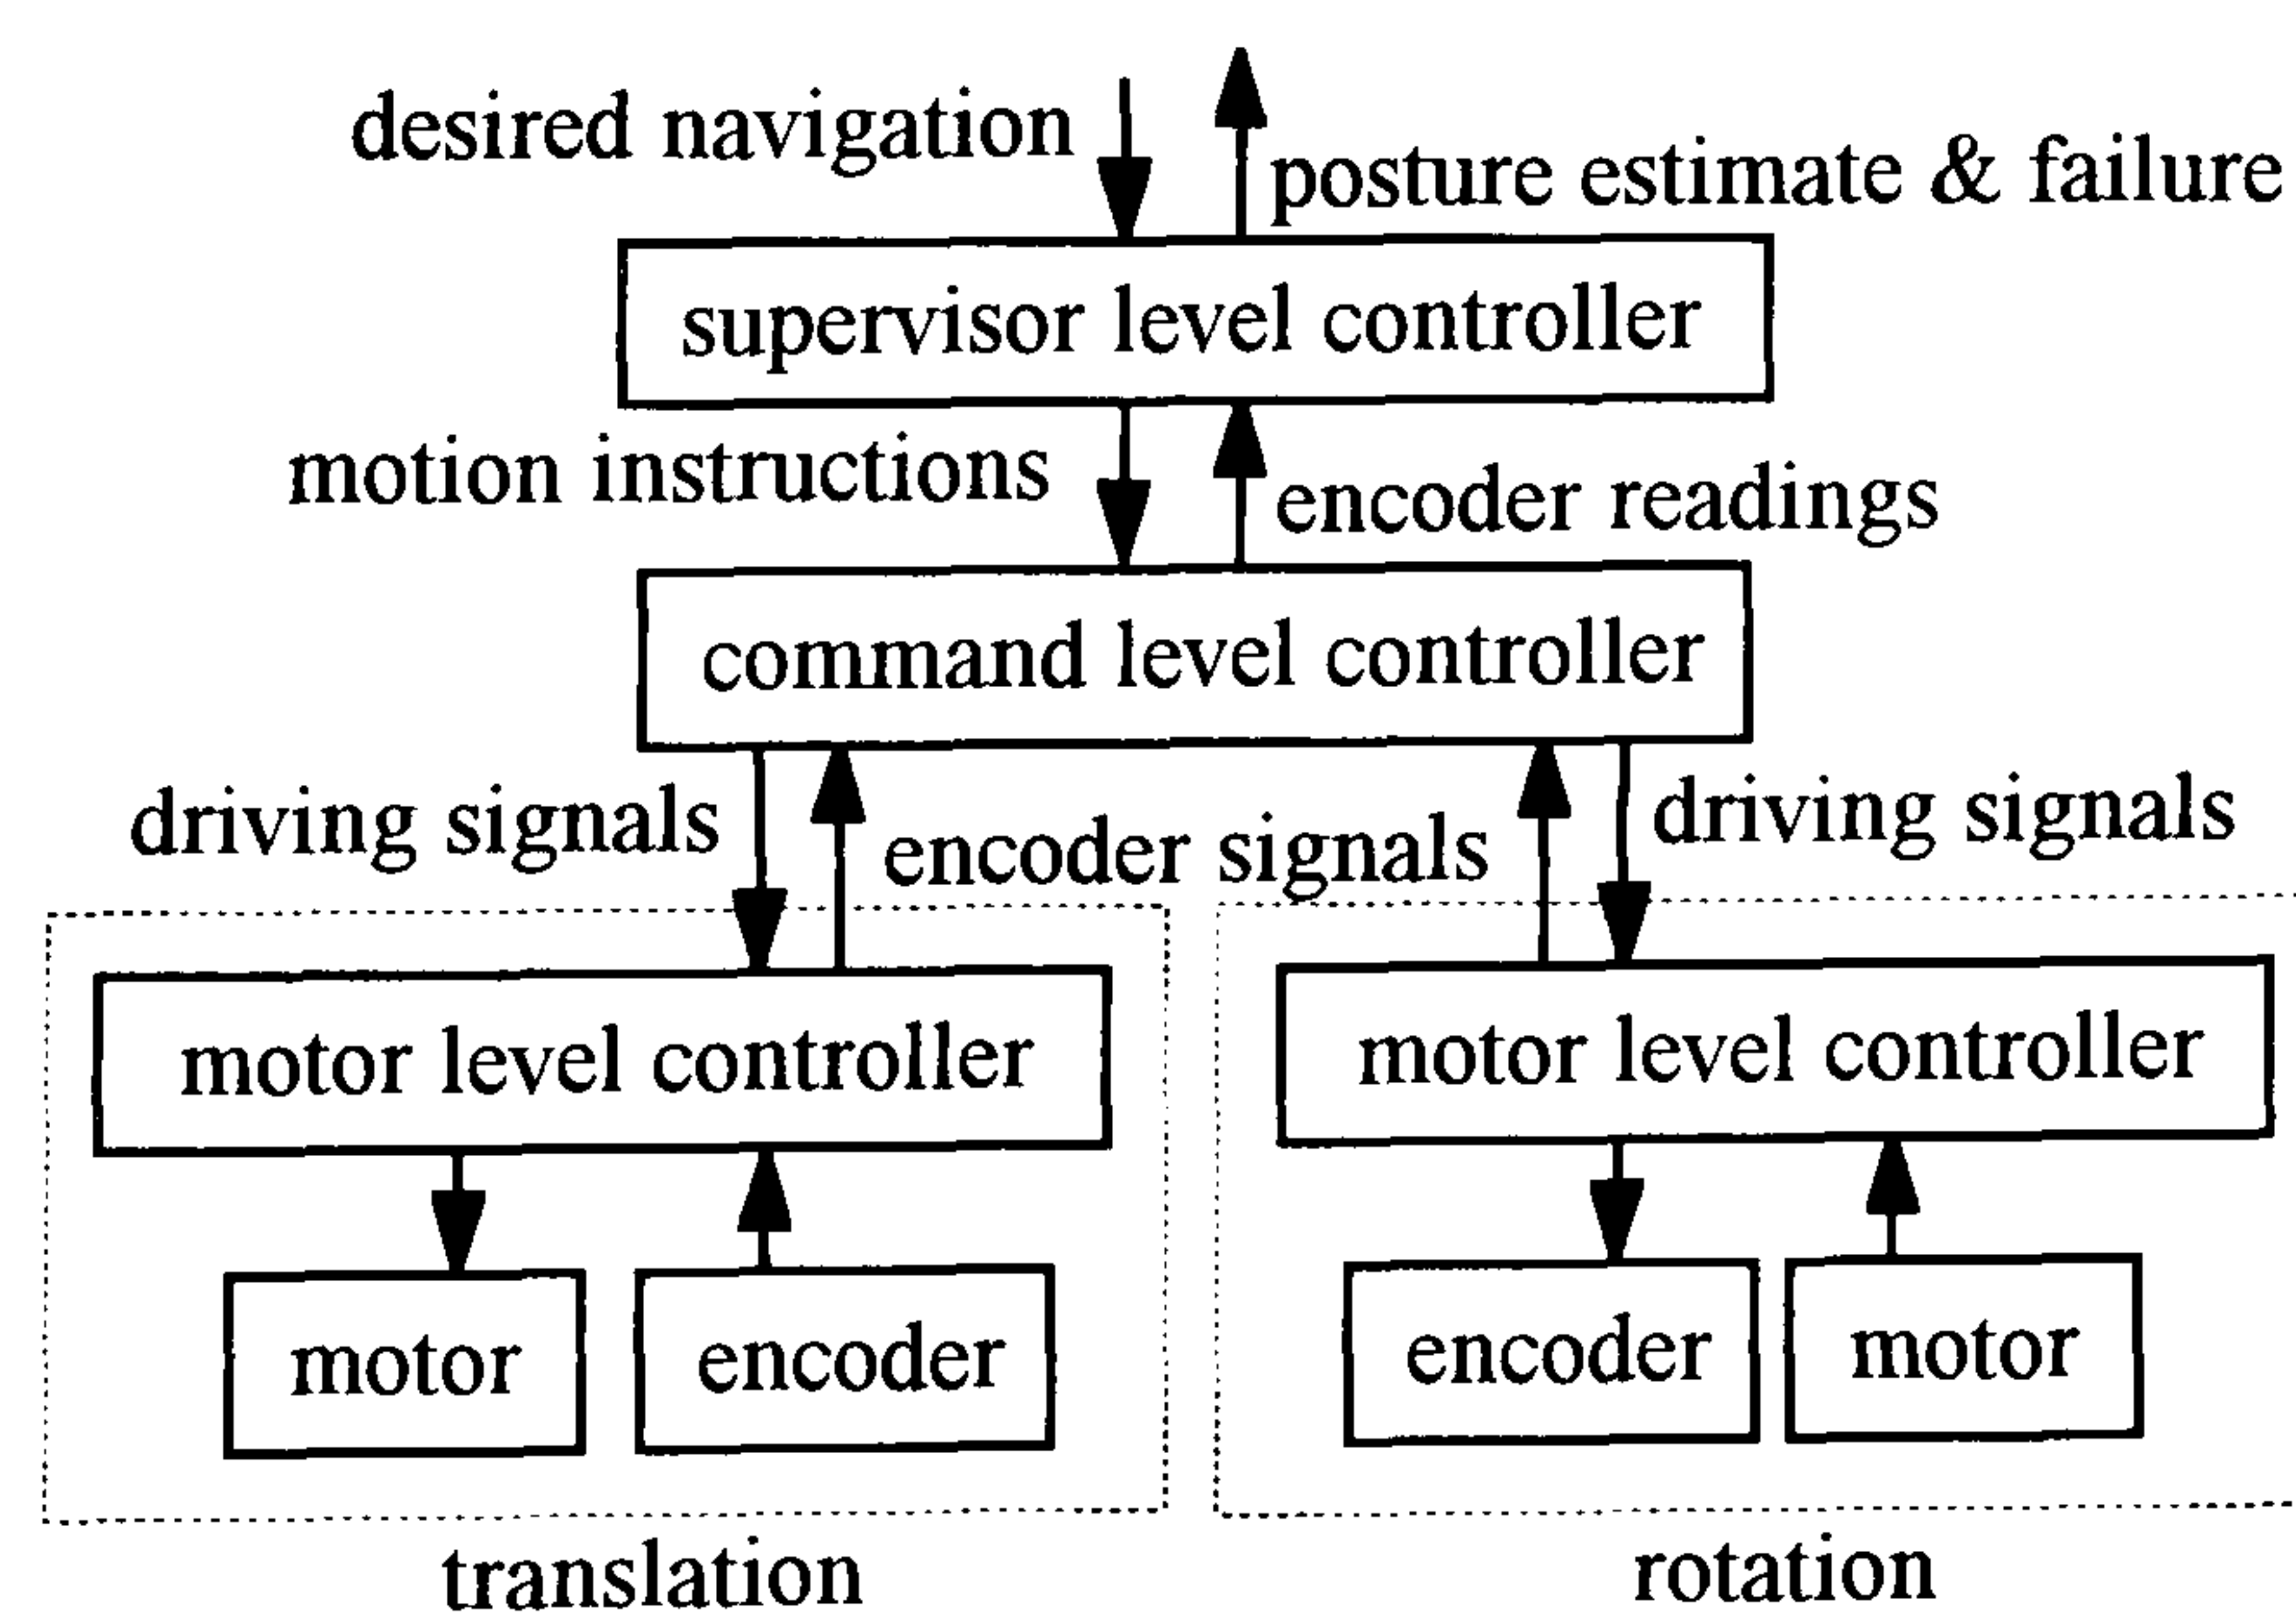 desired navigation
posture estimate & failure
supervisor level controller
motion instructions
encoder readings
command level controller
driving signals
encoder signals
driving signals
motor level controller
motor level controller
motor
encoder
encoder
motor
translation
rotation